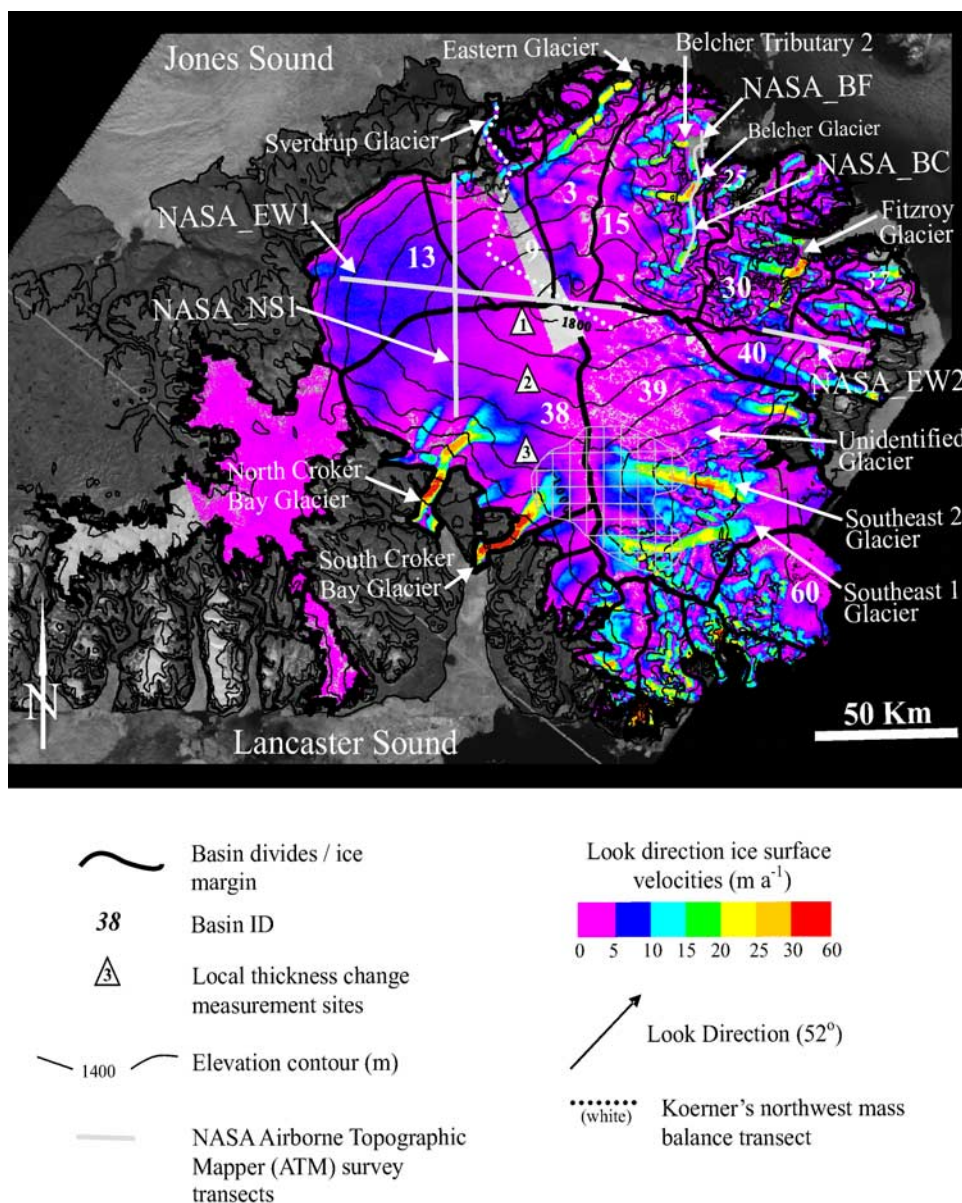 Jones Sound
Eastern Glacier
Belcher Tributary 2
NASA_BF
Sverdrup Glacier
Belcher Glacier
NASA_BC
25
Fitzroy
Glacier
NASA_EW1
3
15
13
9
30
37
NASA_NS1
1
1800
40
2
NASA_EW2
39
38
Unidentified
Glacier
3
North Croker
Bay Glacier
Southeast 2
Glacier
South Croker
Bay Glacier
Southeast 1
Glacier
60
N
50 Km
Lancaster Sound
Basin divides / ice
margin
38
Basin ID
3
Local thickness change
measurement sites
1400
Elevation contour (m)
NASA Airborne Topographic
Mapper (ATM) survey
transects
Look direction ice surface
velocities (m a⁻¹)
0 5 10 15 20 25 30 60
Look Direction (52°)
(white)
Koerner's northwest mass
balance transect